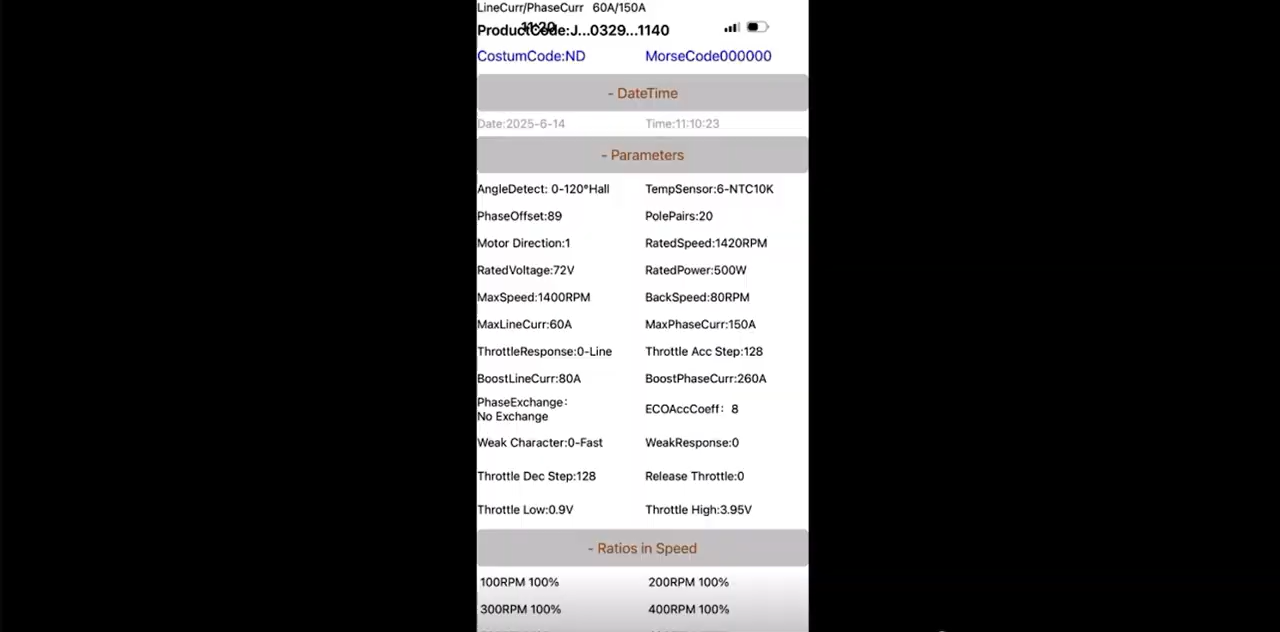 LineCurr/PhaseCurr 60A/150A
11:20
ProductCode:J...0329...1140
CostumCode:ND MorseCode000000
- DateTime
Date:2025-6-14 Time:11:10:23
- Parameters
AngleDetect: 0-120°Hall TempSensor:6-NTC10K
PhaseOffset:89 PolePairs:20
Motor Direction:1 RatedSpeed:1420RPM
RatedVoltage:72V RatedPower:500W
MaxSpeed:1400RPM BackSpeed:80RPM
MaxLineCurr:60A MaxPhaseCurr:150A
ThrottleResponse:0-Line Throttle Acc Step:128
BoostLineCurr:80A BoostPhaseCurr:260A
PhaseExchange:
No Exchange ECOAccCoeff: 8
Weak Character:0-Fast WeakResponse:0
Throttle Dec Step:128 Release Throttle:0
Throttle Low:0.9V Throttle High:3.95V
- Ratios in Speed
100RPM 100% 200RPM 100%
300RPM 100% 400RPM 100%